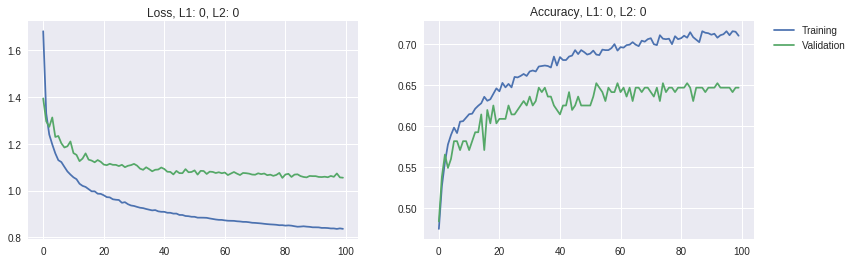 Loss, L1: 0, L2: 0
1.6
1.4
1.2
1.0
0.8
0 20 40 60 80 100
Accuracy, L1: 0, L2: 0
0.70
0.65
0.60
0.55
0.50
0 20 40 60 80 100
Training
Validation